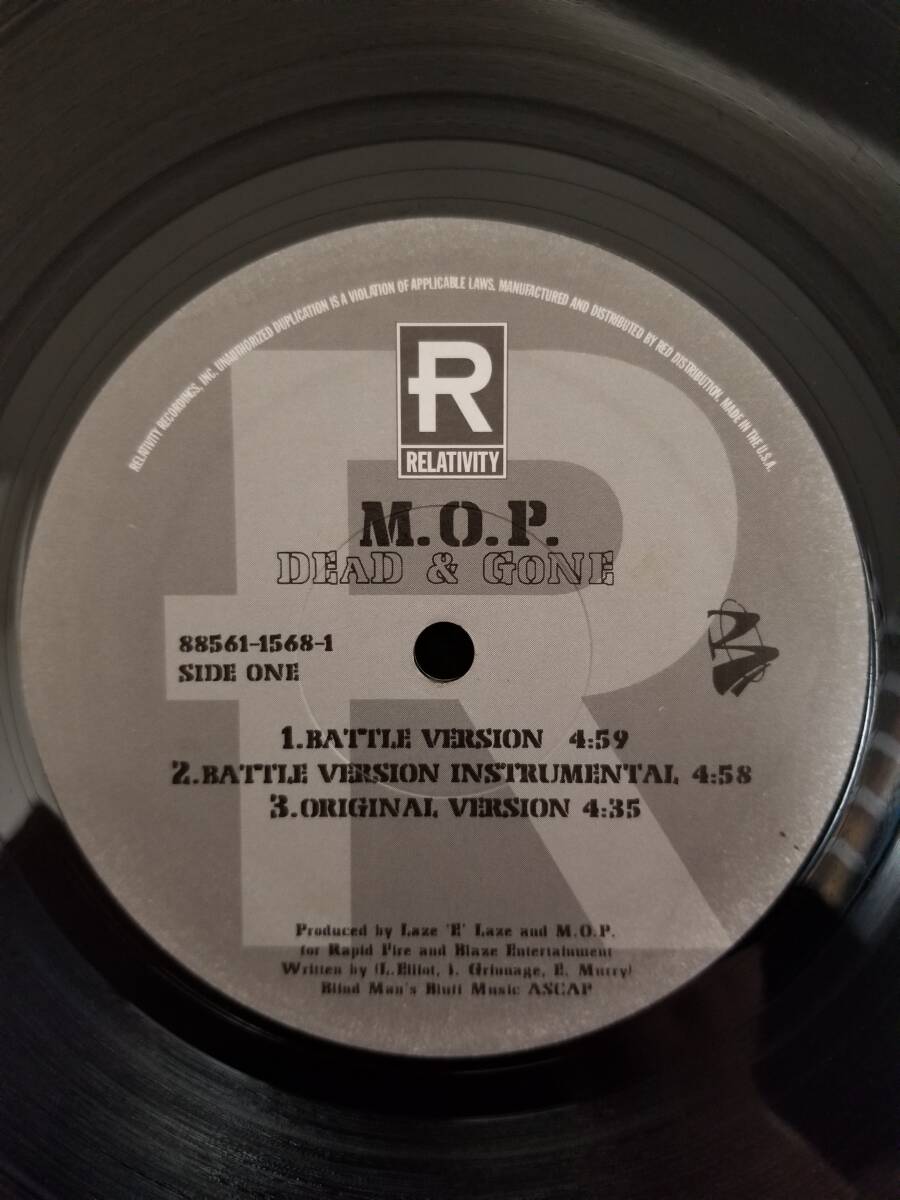 RELATIVITY RECORDINGS, INC. UNAUTHORIZED DUPLICATION IS A VIOLATION OF APPLICABLE LAWS. MANUFACTURED AND DISTRIBUTED BY RED DISTRIBUTION. MADE IN THE U.S.A.
R
RELATIVITY
M.O.P.
DEAD & GONE
88561-1568-1
SIDE ONE
1.BATTLE VERSION 4:59
2.BATTLE VERSION INSTRUMENTAL 4:58
3.ORIGINAL VERSION 4:35
Produced by Laze 'E' Laze and M.O.P.
for Rapid Fire and Blaze Entertainment
Written by (L.Elliot, J. Grinnage, E. Murry)
Blind Man's Bluff Music ASCAP